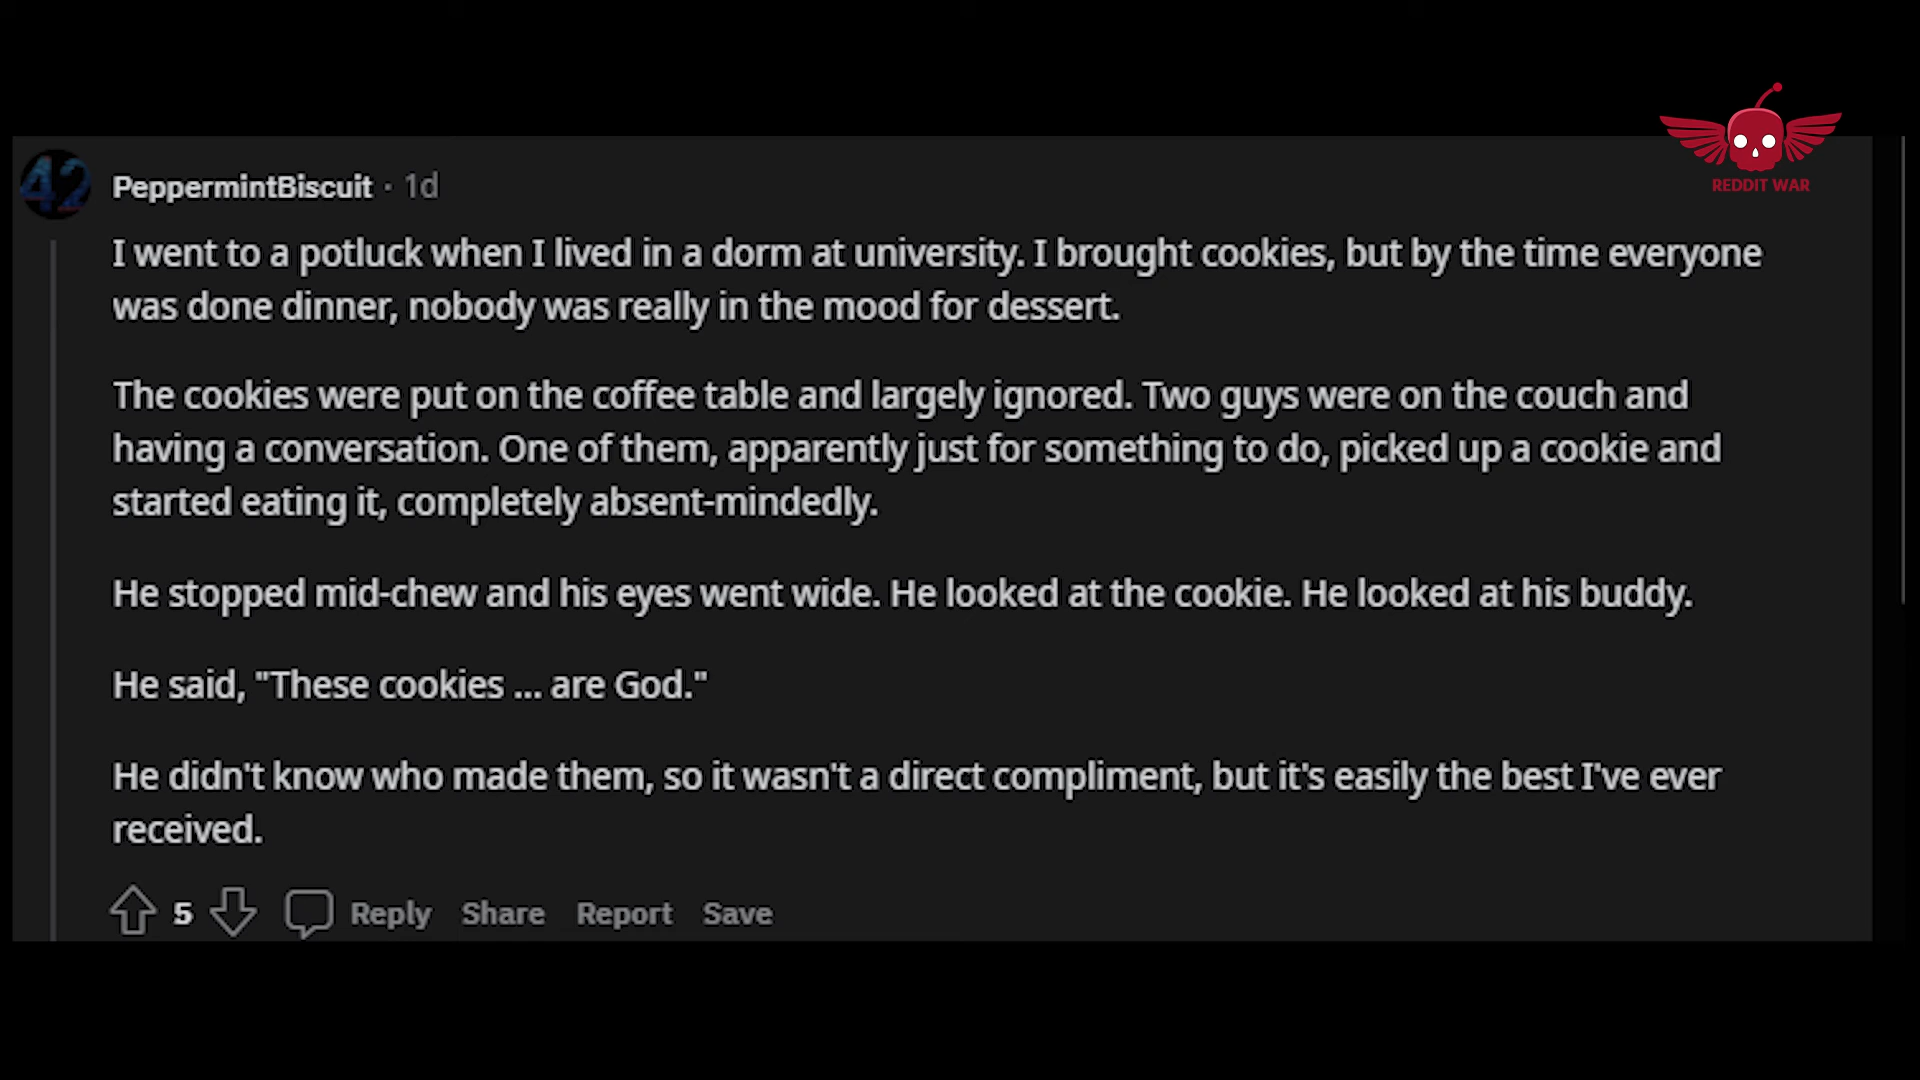 REDDIT WAR
42
PeppermintBiscuit · 1d
I went to a potluck when I lived in a dorm at university. I brought cookies, but by the time everyone
was done dinner, nobody was really in the mood for dessert.
The cookies were put on the coffee table and largely ignored. Two guys were on the couch and
having a conversation. One of them, apparently just for something to do, picked up a cookie and
started eating it, completely absent-mindedly.
He stopped mid-chew and his eyes went wide. He looked at the cookie. He looked at his buddy.
He said, "These cookies ... are God."
He didn't know who made them, so it wasn't a direct compliment, but it's easily the best I've ever
received.
5 Reply Share Report Save